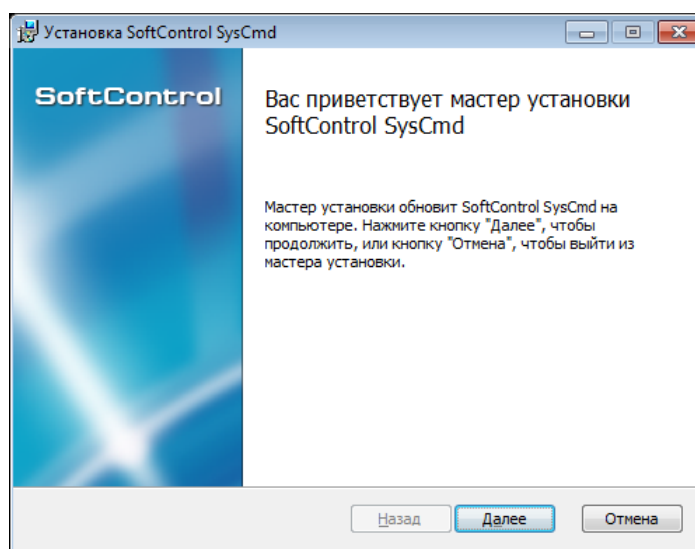 Установка SoftControl SysCmd
SoftControl
Вас приветствует мастер установки
SoftControl SysCmd
Мастер установки обновит SoftControl SysCmd на
компьютере. Нажмите кнопку "Далее", чтобы
продолжить, или кнопку "Отмена", чтобы выйти из
мастера установки.
Назад
Далее
Отмена